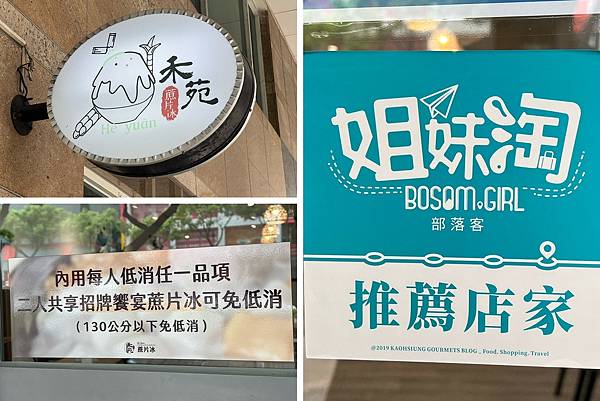 禾苑
蔗片冰
He yuan
內用每人低消任一品項
二人共享招牌饗宴蔗片冰可免低消
（130公分以下免低消）
蔗片冰
姐妹淘
BOSOM GIRL
部落客
推薦店家
@2019 KAOHSIUNG GOURMETS BLOG _ Food. Shopping. Travel